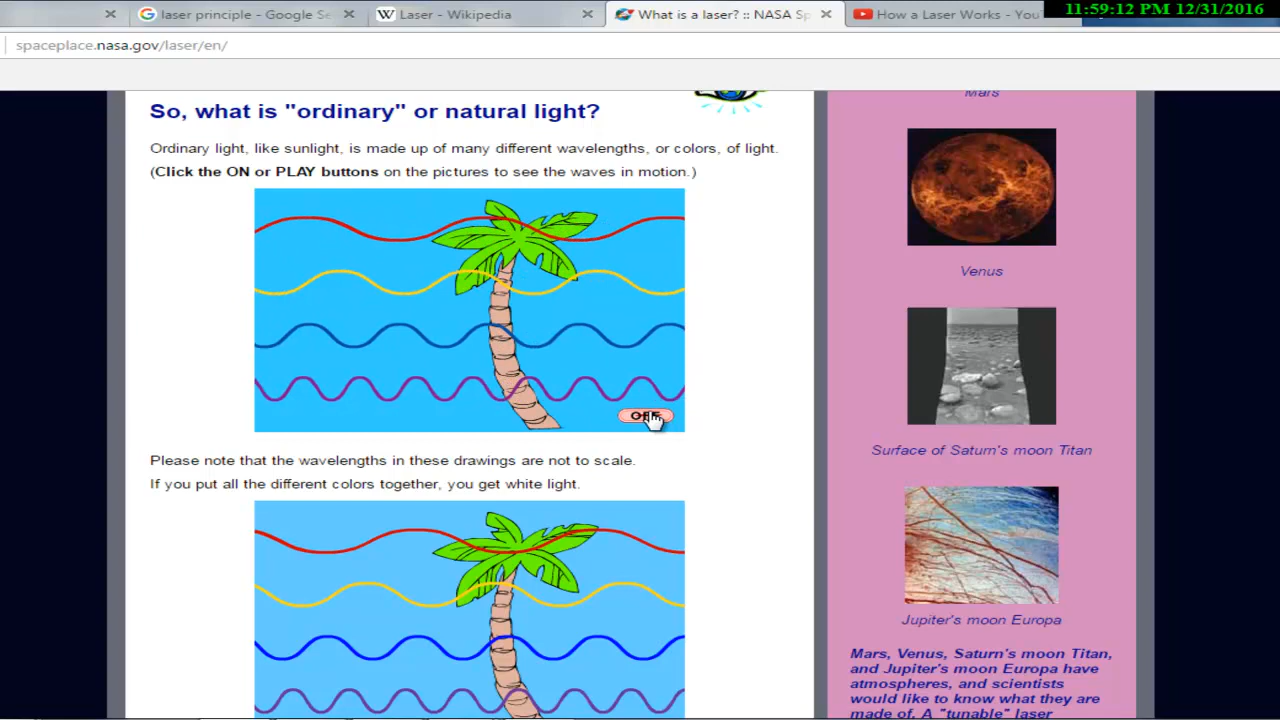 laser principle - Google Se
Laser - Wikipedia
What is a laser? :: NASA Sp
How a Laser Works - YouT
11:59:12 PM 12/31/2016
spaceplace.nasa.gov/laser/en/
So, what is "ordinary" or natural light?
Ordinary light, like sunlight, is made up of many different wavelengths, or colors, of light.
(Click the ON or PLAY buttons on the pictures to see the waves in motion.)
OFF
Please note that the wavelengths in these drawings are not to scale.
If you put all the different colors together, you get white light.
Mars
Venus
Surface of Saturn's moon Titan
Jupiter's moon Europa
Mars, Venus, Saturn's moon Titan,
and Jupiter's moon Europa have
atmospheres, and scientists
would like to know what they are
made of. A "tunable" laser